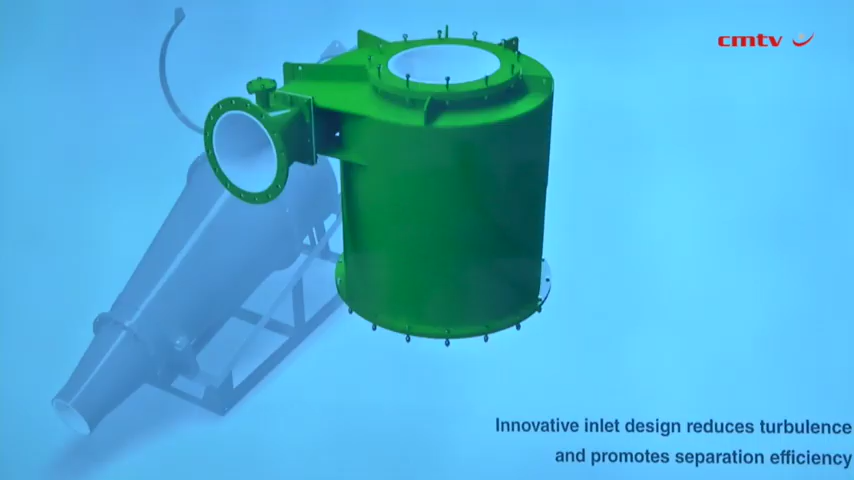 cmtv
Innovative inlet design reduces turbulence
and promotes separation efficiency